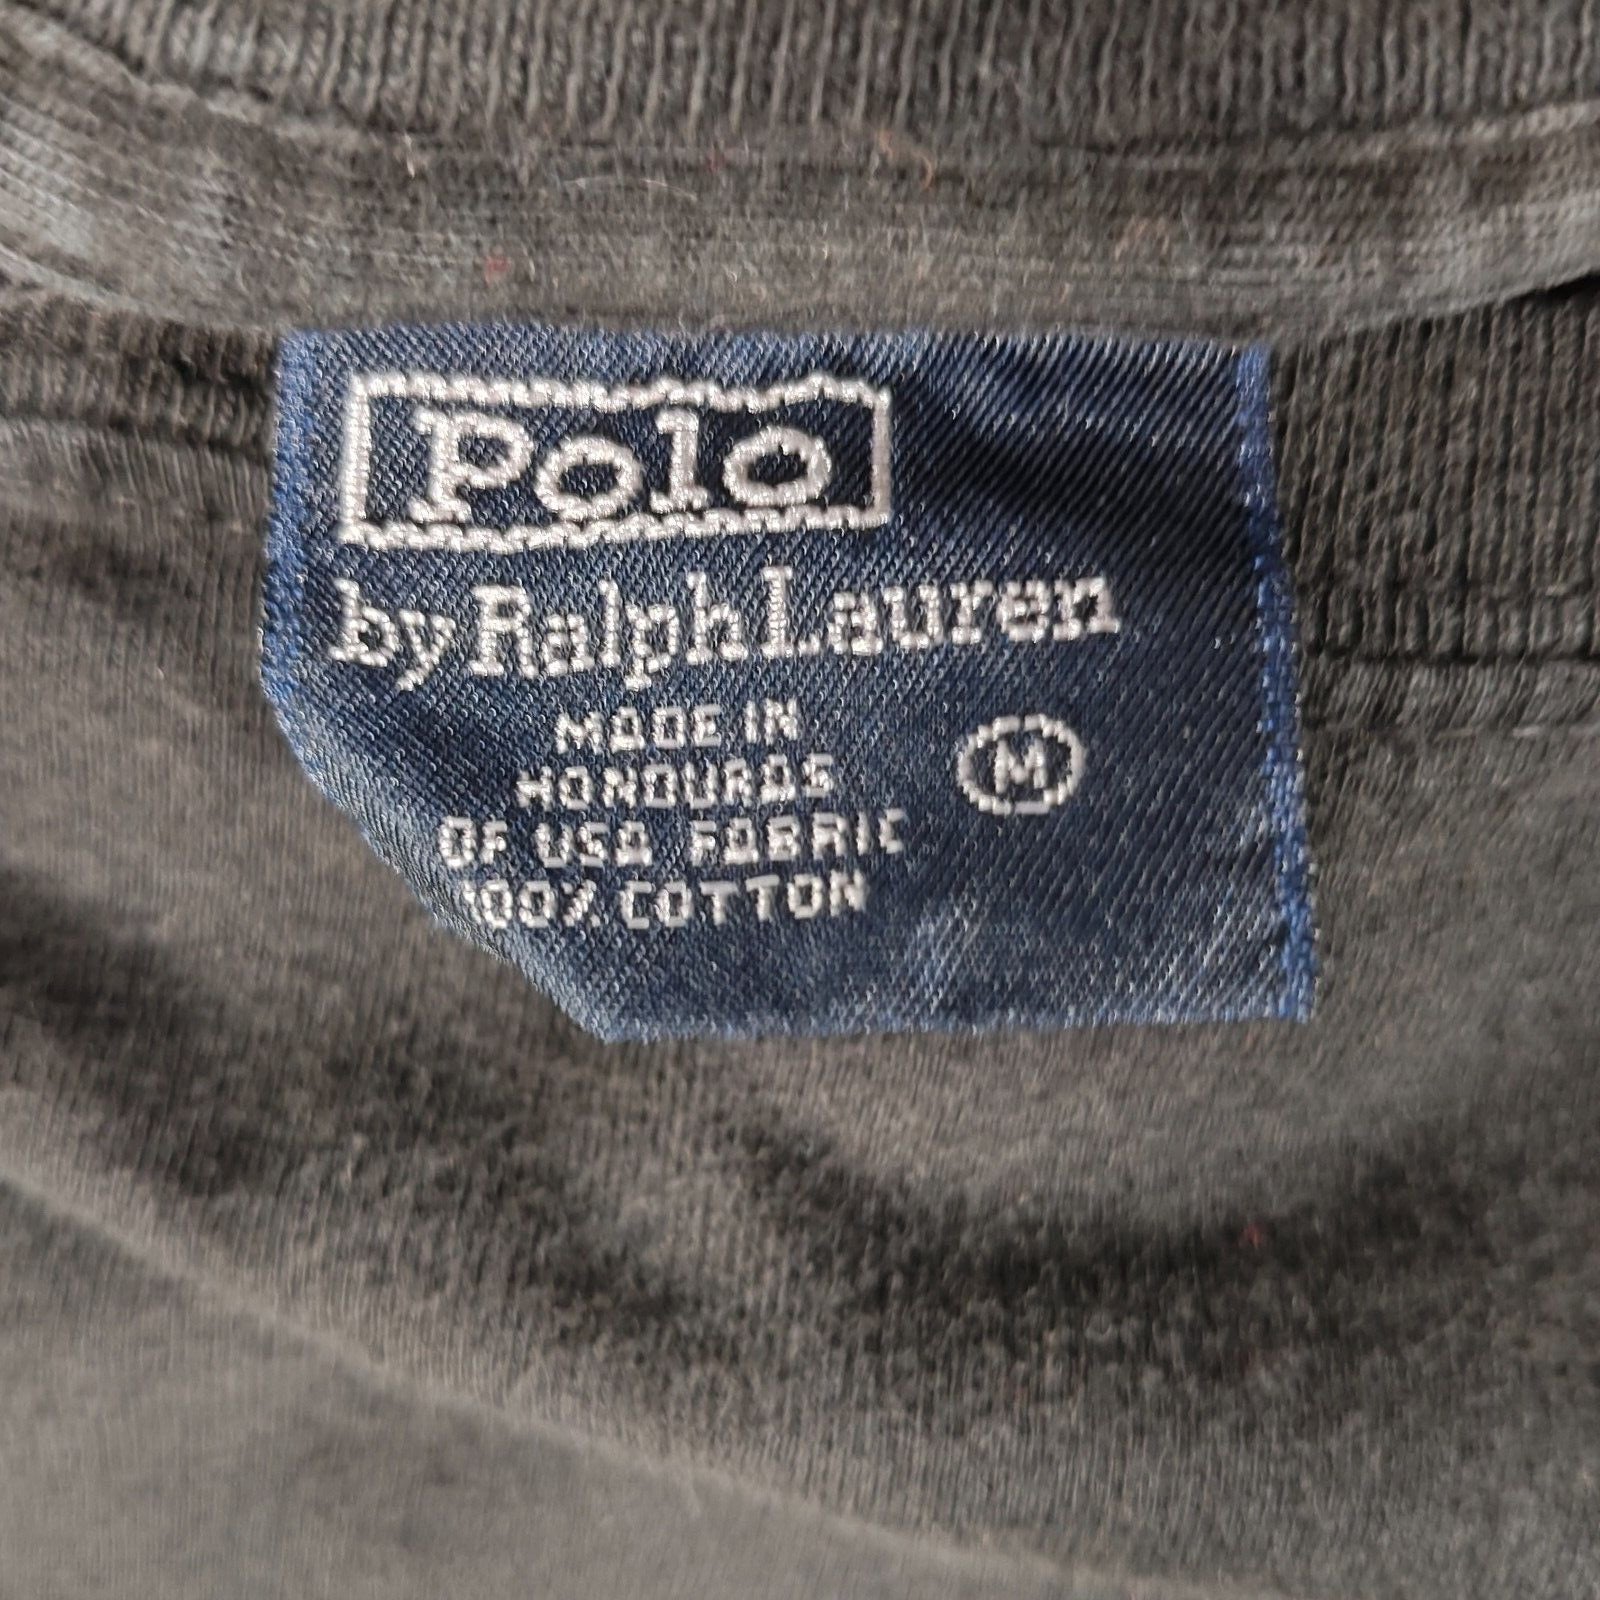 Polo
by Ralph Lauren
MADE IN
HONDURAS
OF USA FABRIC
100% COTTON
M